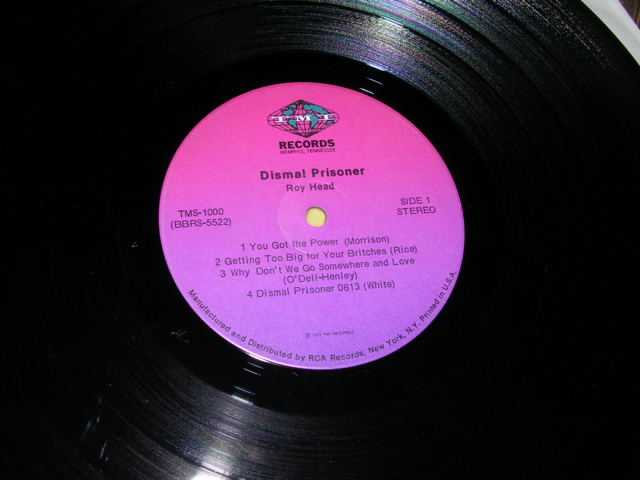 TMI
RECORDS
MEMPHIS, TENNESSEE
Dismal Prisoner
Roy Head
TMS-1000
(BBRS-5522)
SIDE 1
STEREO
1 You Got the Power (Morrison)
2 Getting Too Big for Your Britches (Rice)
3 Why Don't We Go Somewhere and Love
(O'Dell-Henley)
4 Dismal Prisoner 0613 (White)
TMI RECORDS
Manufactured and Distributed by RCA Records, New York, N.Y. Printed in U.S.A.